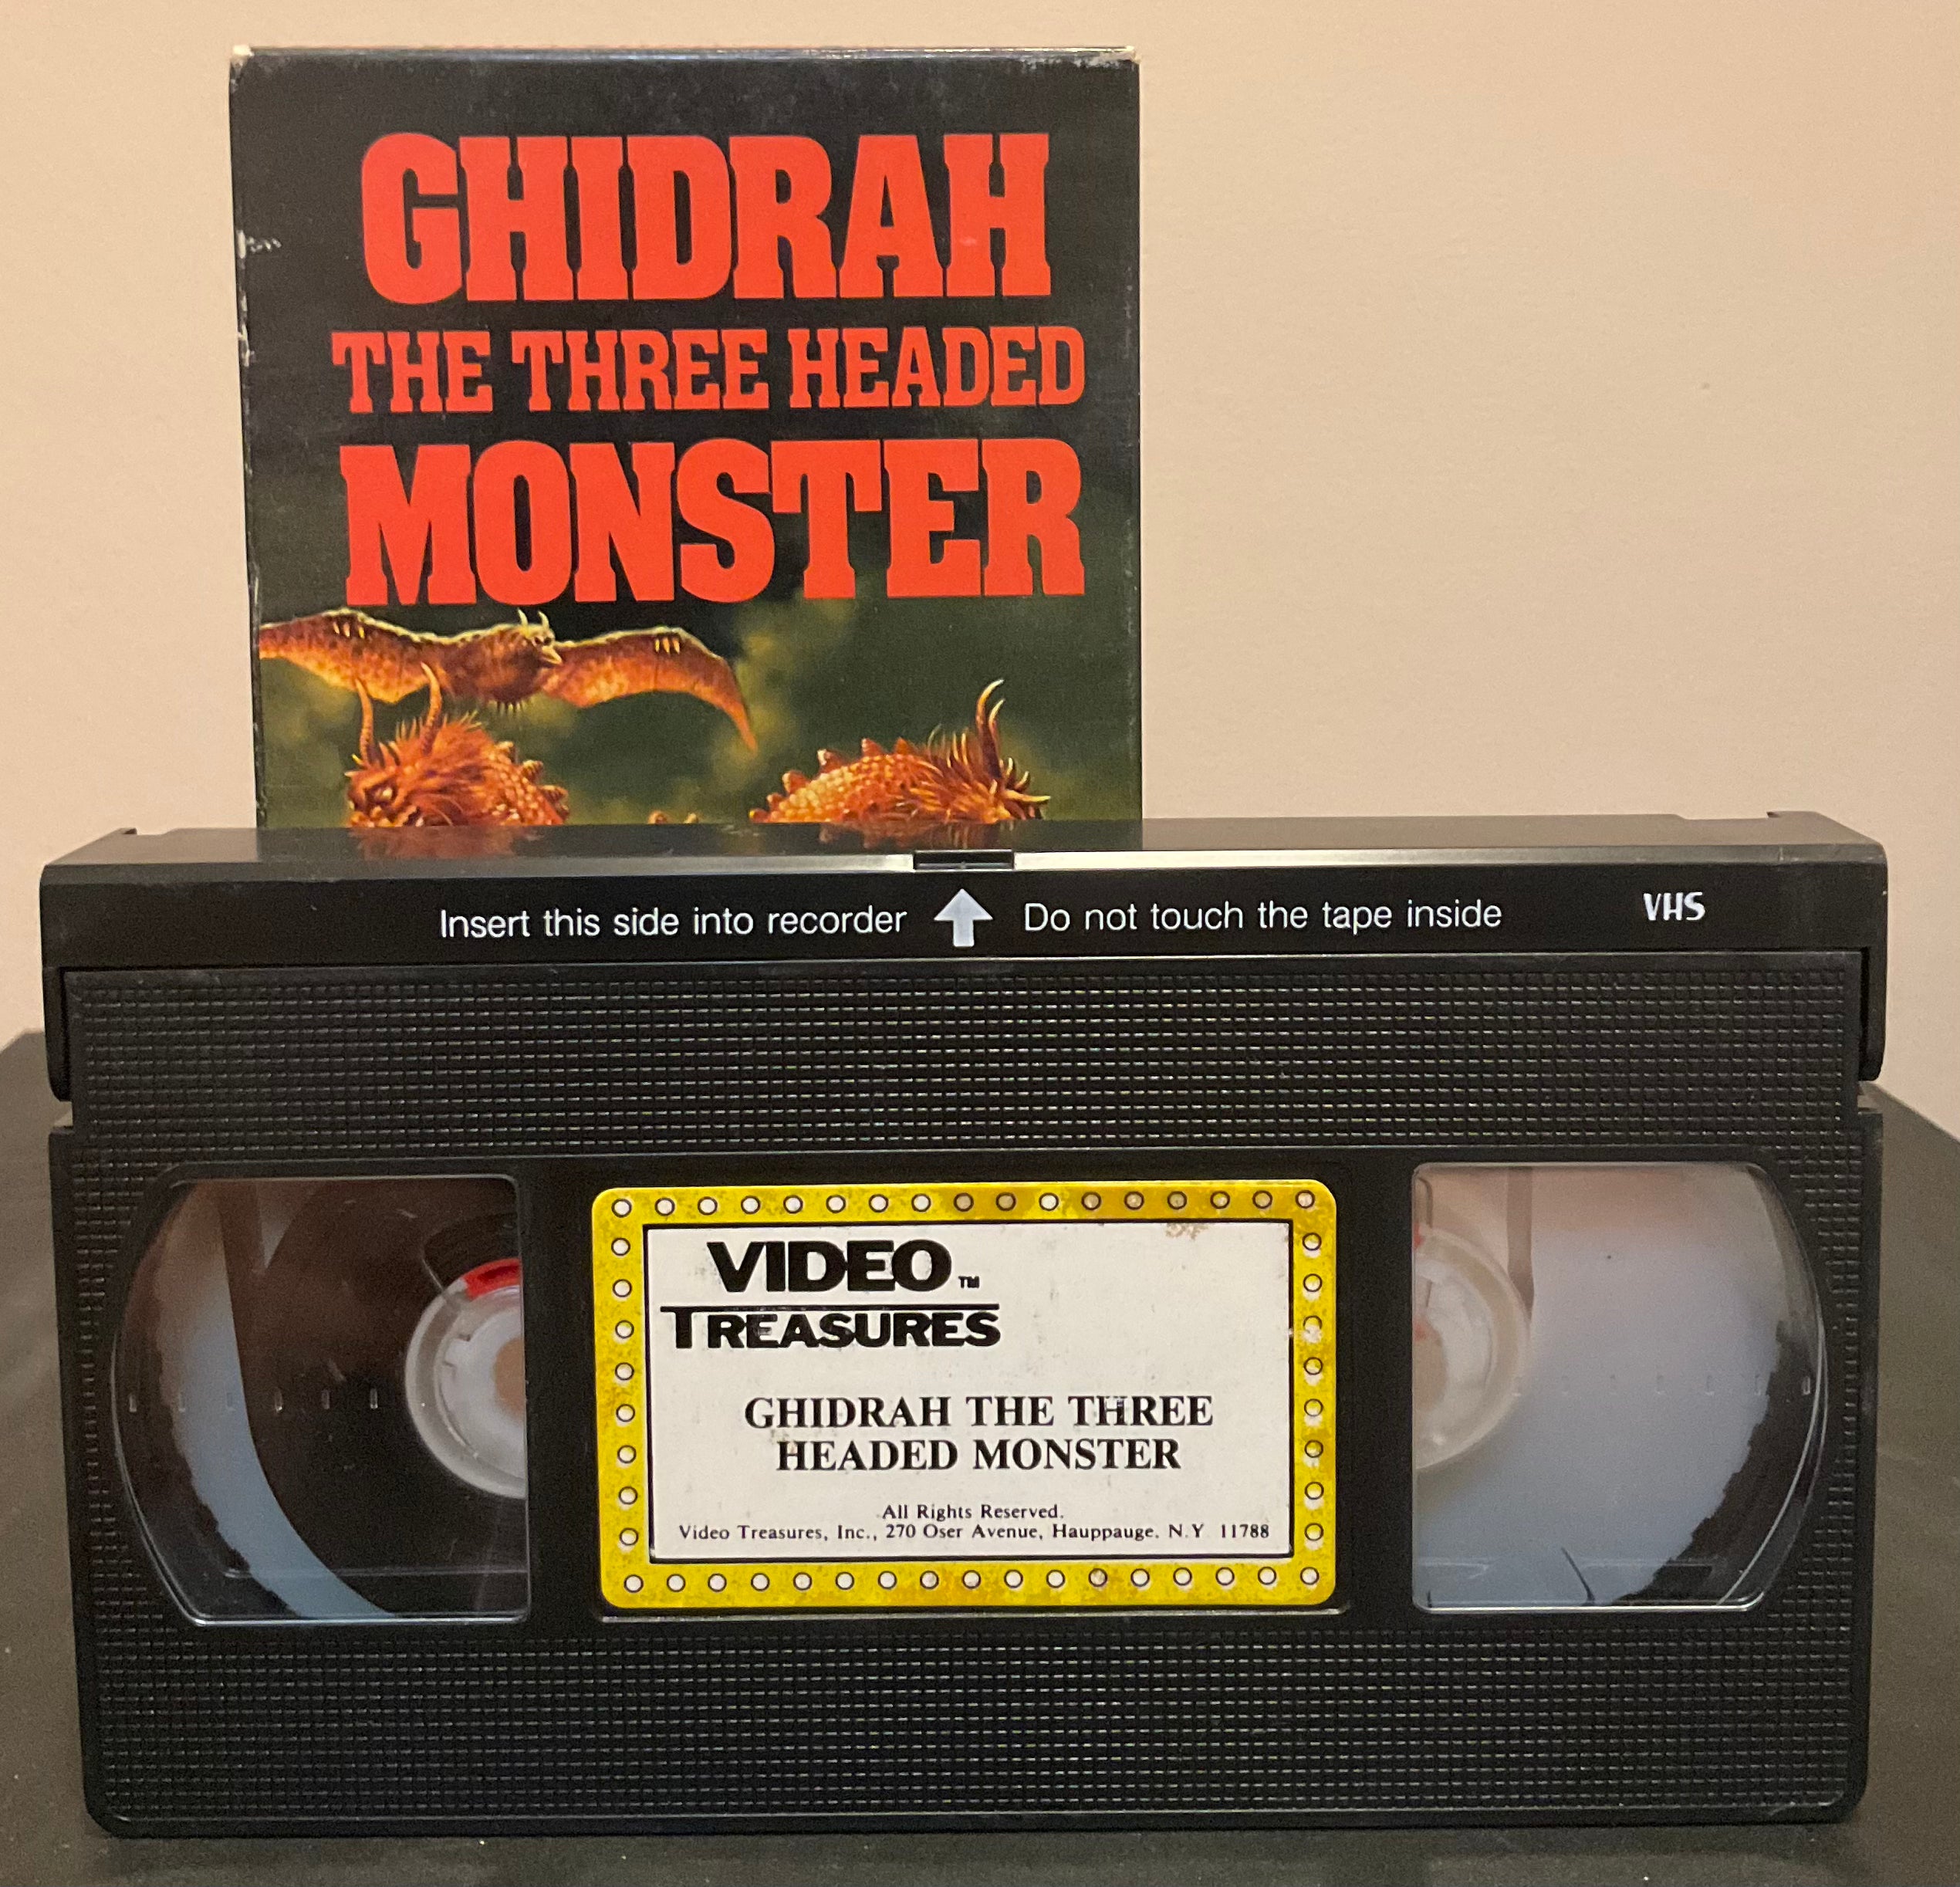 GHIDRAH
THE THREE HEADED
MONSTER
Insert this side into recorder Do not touch the tape inside VHS
VIDEO TM
TREASURES
GHIDRAH THE THREE
HEADED MONSTER
All Rights Reserved.
Video Treasures, Inc., 270 Oser Avenue, Hauppauge. N.Y 11788